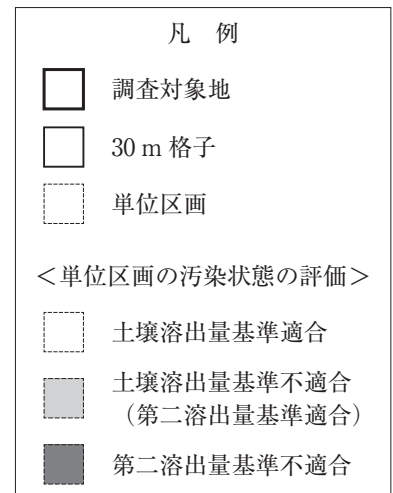 凡 例
調査対象地
30 m 格子
単位区画
＜単位区画の汚染状態の評価＞
土壌溶出量基準適合
土壌溶出量基準不適合
（第二溶出量基準適合）
第二溶出量基準不適合